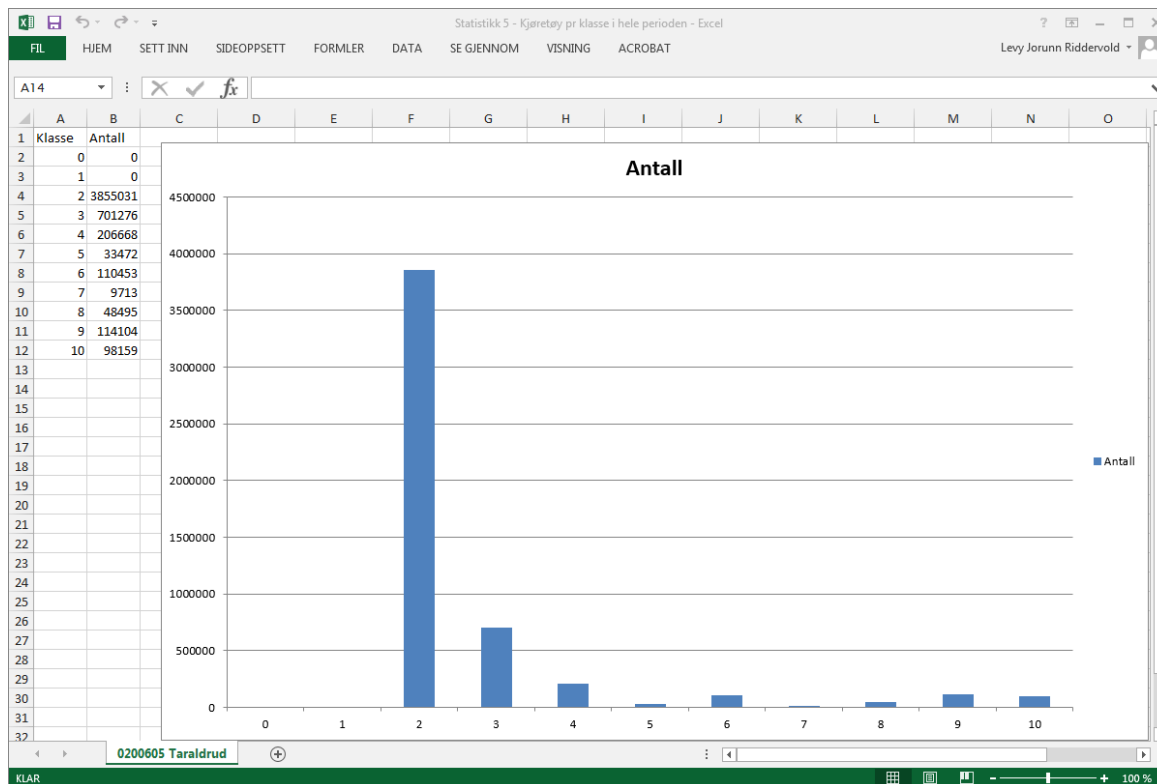 Statistikk 5 - Kjøretøy pr klasse i hele perioden - Excel
?
FIL HJEM SETT INN SIDEOPPSETT FORMLER DATA SE GJENNOM VISNING ACROBAT Levy Jorunn Riddervold
A14 fx
A B C D E F G H I J K L M N O
1 Klasse Antall
2 0 0
3 1 0
4 2 3855031
5 3 701276
6 4 206668
7 5 33472
8 6 110453
9 7 9713
10 8 48495
11 9 114104
12 10 98159
13
14
15
16
17
18
19
20
21
22
23
24
25
26
27
28
29
30
31
32
Antall
4500000
4000000
3500000
3000000
2500000
2000000
1500000
1000000
500000
0
0 1 2 3 4 5 6 7 8 9 10
Antall
0200605 Taraldrud
KLAR 100 %